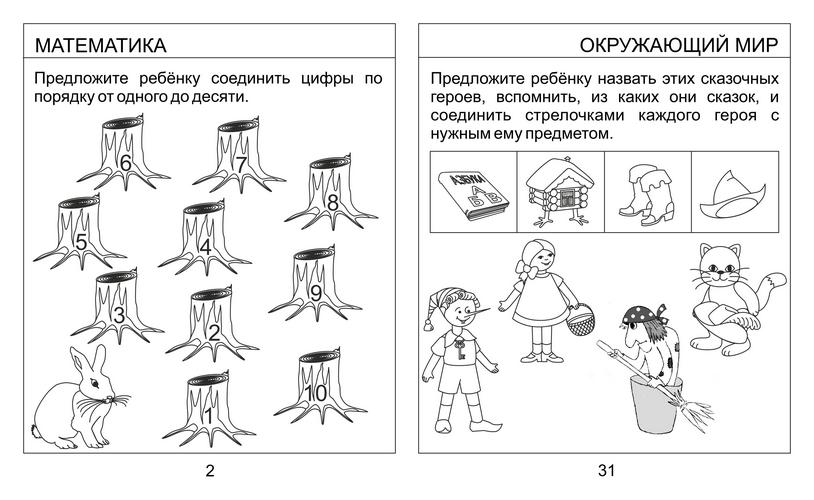 МАТЕМАТИКА
Предложите ребёнку соединить цифры по
порядку от одного до десяти.
6
7
8
5
4
9
3
2
10
1
2
ОКРУЖАЮЩИЙ МИР
Предложите ребёнку назвать этих сказочных
героев, вспомнить, из каких они сказок, и
соединить стрелочками каждого героя с
нужным ему предметом.
АЗБУКА
А
Б В
31